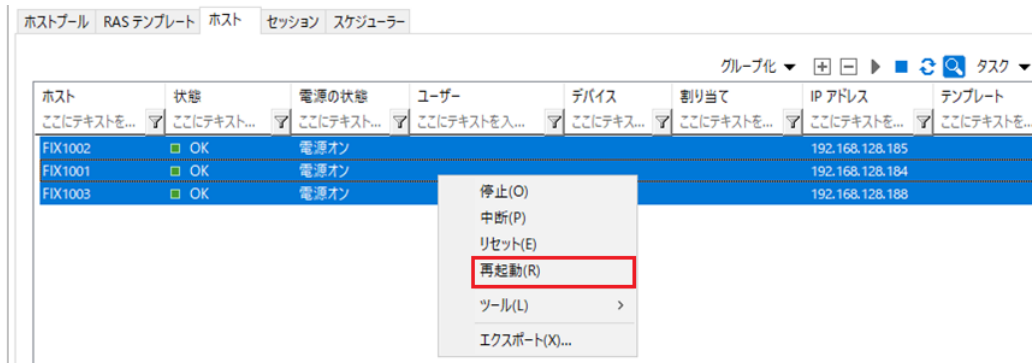 ホストプール RAS テンプレート ホスト セッション スケジューラー
グループ化 タスク
ホスト 状態 電源の状態 ユーザー デバイス 割り当て IP アドレス テンプレート
ここにテキストを... ここにテキスト... ここにテキスト... ここにテキストを入... ここにテキス... ここにテキストを... ここにテキストを... ここにテキストを...
FIX1002 OK 電源オン 192.168.128.185
FIX1001 OK 電源オン 192.168.128.184
FIX1003 OK 電源オン 192.168.128.188
停止(O)
中断(P)
リセット(E)
再起動(R)
ツール(L)
エクスポート(X)...